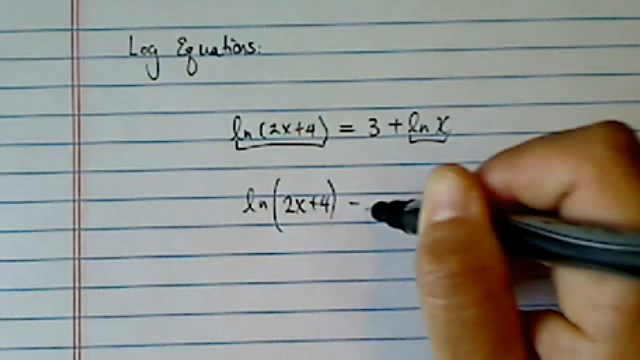 Log Equations:
ln (2x+4) = 3 + ln x
ln (2x+4) -